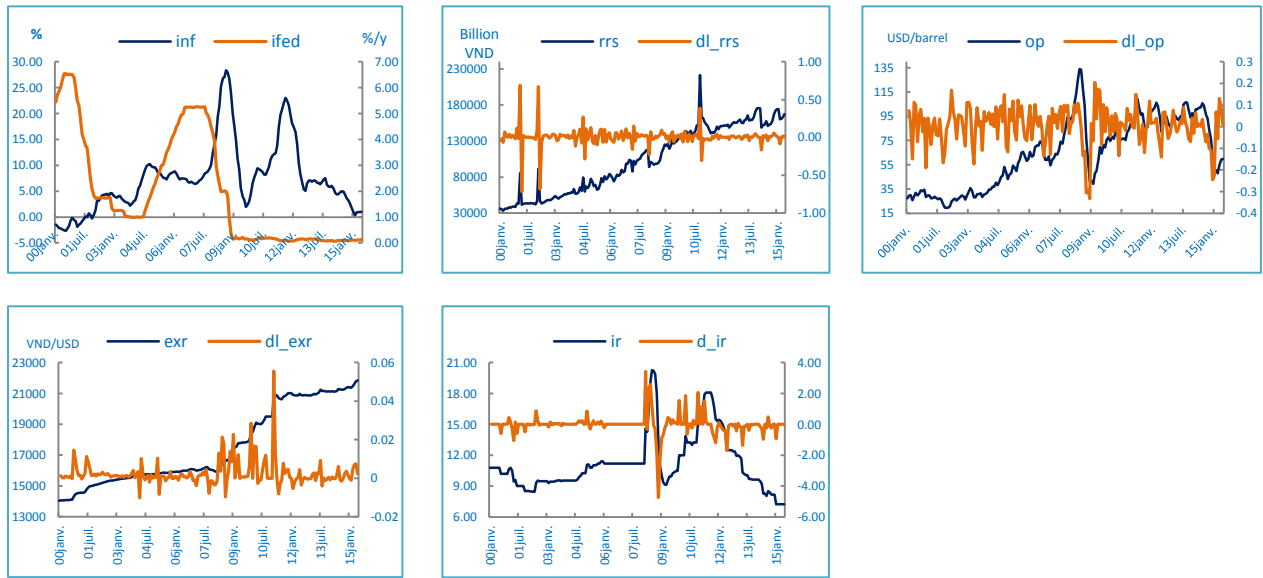 % inf ifed %/y
30.00 7.00
25.00 6.00
20.00 5.00
15.00 4.00
10.00 3.00
5.00 2.00
0.00 1.00
-5.00 0.00
00janv. 01juil. 03janv. 04juil. 06janv. 07juil. 09janv. 10juil. 12janv. 13juil. 15janv.
Billion
VND
rrs dl_rrs
230000 1.00
180000 0.50
130000 0.00
80000 -0.50
30000 -1.00
00janv. 01juil. 03janv. 04juil. 06janv. 07juil. 09janv. 10juil. 12janv. 13juil. 15janv.
USD/barrel op dl_op
135 0.3
115 0.2
95 0.1
75 0
55 -0.1
35 -0.2
15 -0.3
-0.4
00janv. 01juil. 03janv. 04juil. 06janv. 07juil. 09janv. 10juil. 12janv. 13juil. 15janv.
VND/USD exr dl_exr
23000 0.06
21000 0.04
19000 0.02
17000 0
15000 -0.02
13000
00janv. 01juil. 03janv. 04juil. 06janv. 07juil. 09janv. 10juil. 12janv. 13juil. 15janv.
ir d_ir
21.00 4.00
18.00 2.00
15.00 0.00
12.00 -2.00
9.00 -4.00
6.00 -6.00
00janv. 01juil. 03janv. 04juil. 06janv. 07juil. 09janv. 10juil. 12janv. 13juil. 15janv.